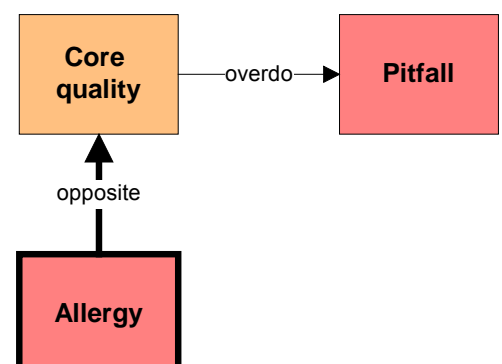 Core
quality
overdo
Pitfall
opposite
Allergy